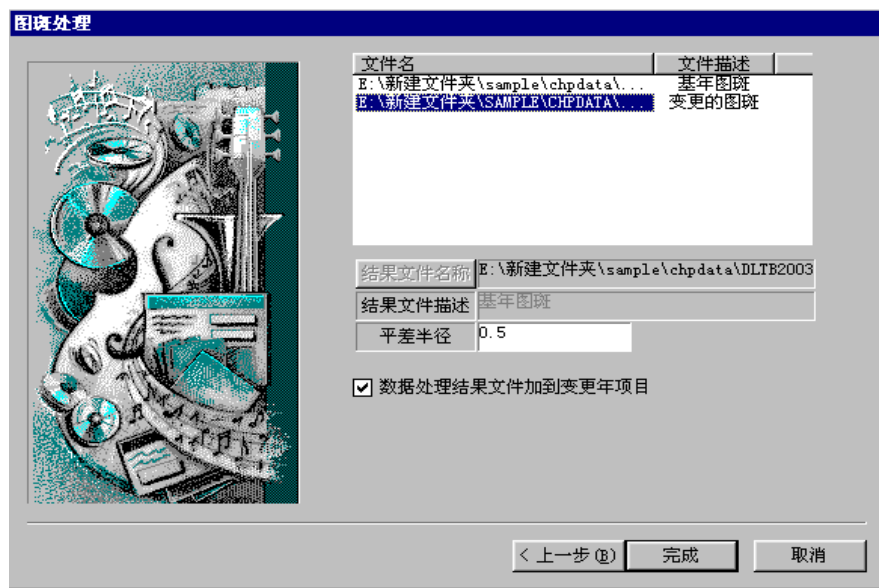 图斑处理
文件名 文件描述
E:\新建文件夹\sample\chpdata\... 基年图斑
E:\新建文件夹\SAMPLE\CHPDATA\... 变更的图斑
结果文件名称 E:\新建文件夹\sample\chpdata\DLTB2003
结果文件描述 基年图斑
平差半径 0.5
数据处理结果文件加到变更年项目
< 上一步(B) 完成 取消